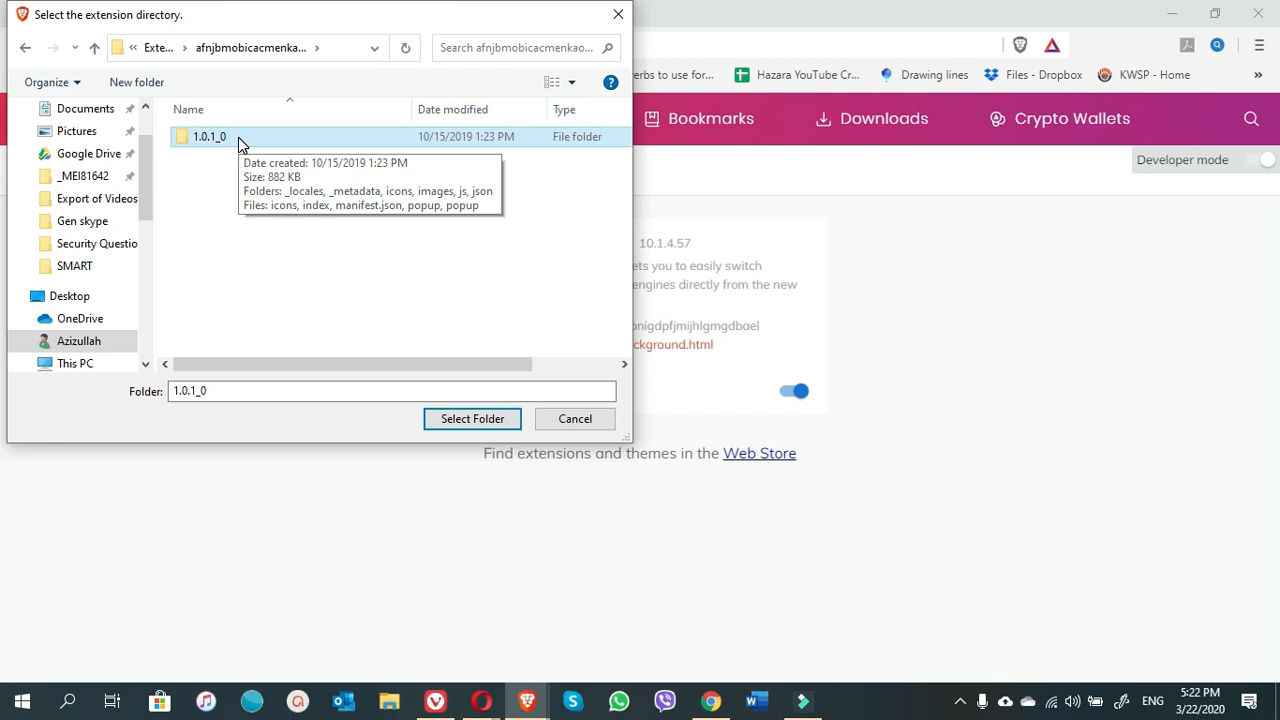 Select the extension directory.
Exte... afnjbmobicacmenka...
Search afnjbmobicacmenkao...
Organize
New folder
Name
Date modified
Type
Documents
Pictures
Google Drive
_MEI81642
Export of Videos
Gen skype
Security Questio
SMART
Desktop
OneDrive
Azizullah
This PC
1.0.1_0
10/15/2019 1:23 PM
File folder
Date created: 10/15/2019 1:23 PM
Size: 882 KB
Folders: _locales, _metadata, icons, images, js, json
Files: icons, index, manifest.json, popup, popup
Folder: 1.0.1_0
Select Folder
Cancel
erbs to use for...
Hazara YouTube Cr...
Drawing lines
Files - Dropbox
KWSP - Home
Bookmarks
Downloads
Crypto Wallets
Developer mode
10.1.4.57
ets you to easily switch
engines directly from the new
onigdpfjmijhlgmgdbael
ckground.html
Find extensions and themes in the Web Store
ENG
5:22 PM
3/22/2020